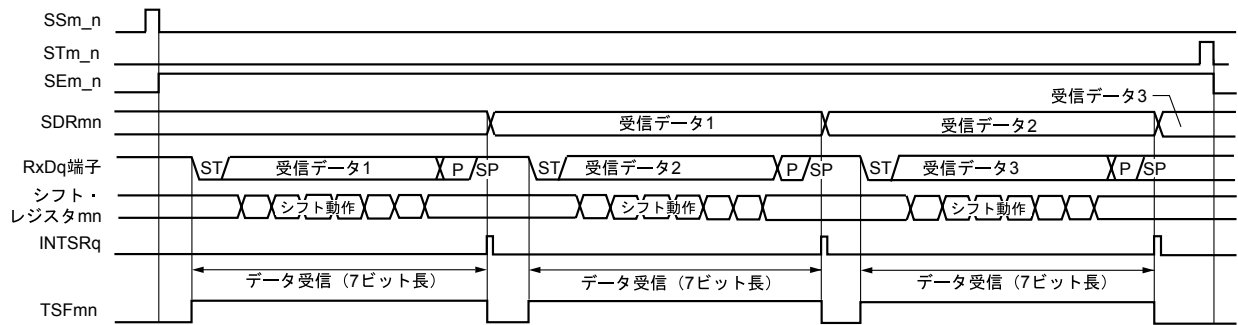 SSm_n
STm_n
SEm_n
受信データ3
SDRmn 受信データ1 受信データ2
RxDq端子 ST 受信データ1 P SP ST 受信データ2 P SP ST 受信データ3 P SP
シフト・
レジスタmn シフト動作 シフト動作 シフト動作
INTSRq
データ受信（7ビット長） データ受信（7ビット長） データ受信（7ビット長）
TSFmn